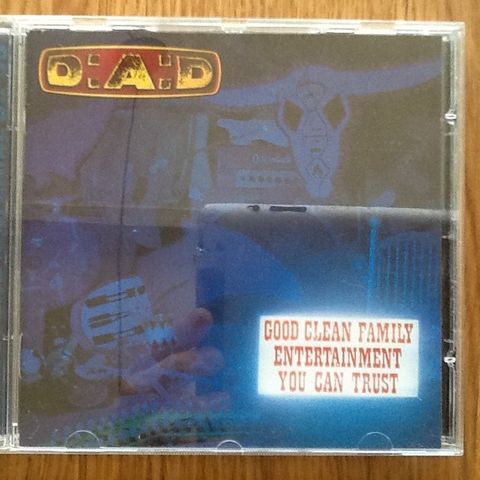 D:A:D
GOOD CLEAN FAMILY
ENTERTAINMENT
YOU CAN TRUST